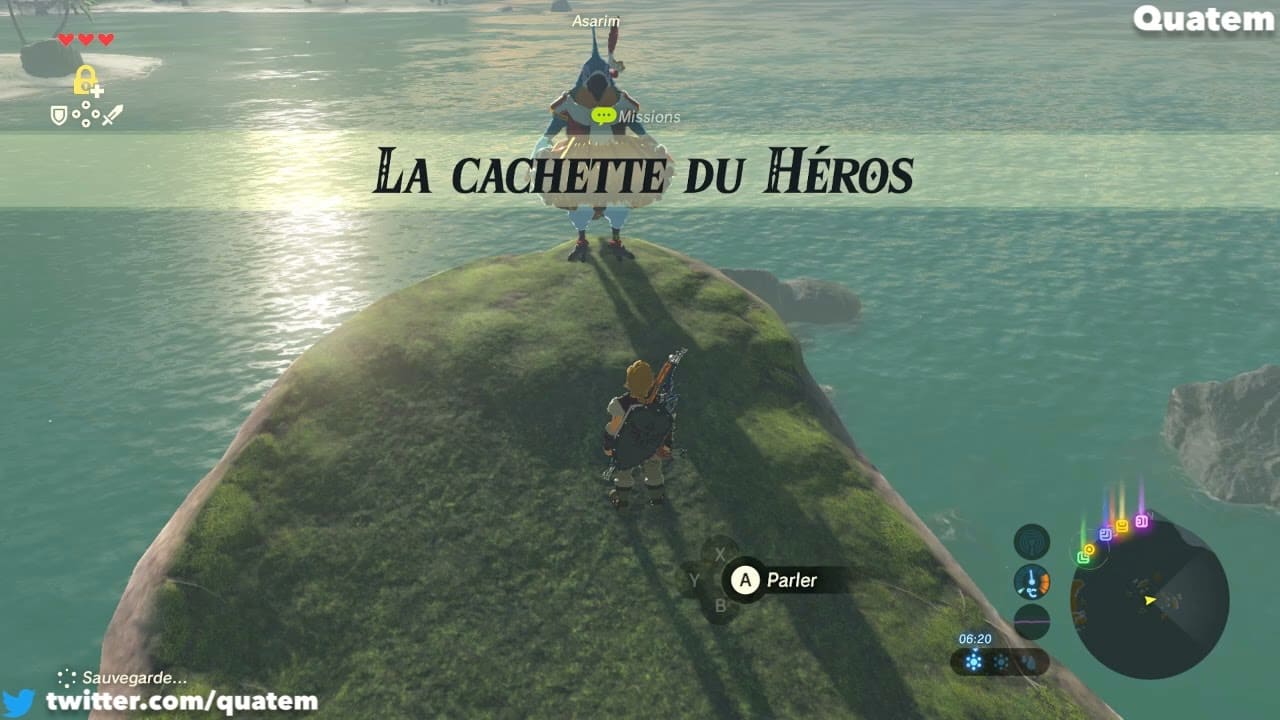 Asarim
Quatem
Missions
La cachette du Héros
X
Y
A Parler
B
N
°C
06:20
Sauvegarde...
twitter.com/quatem